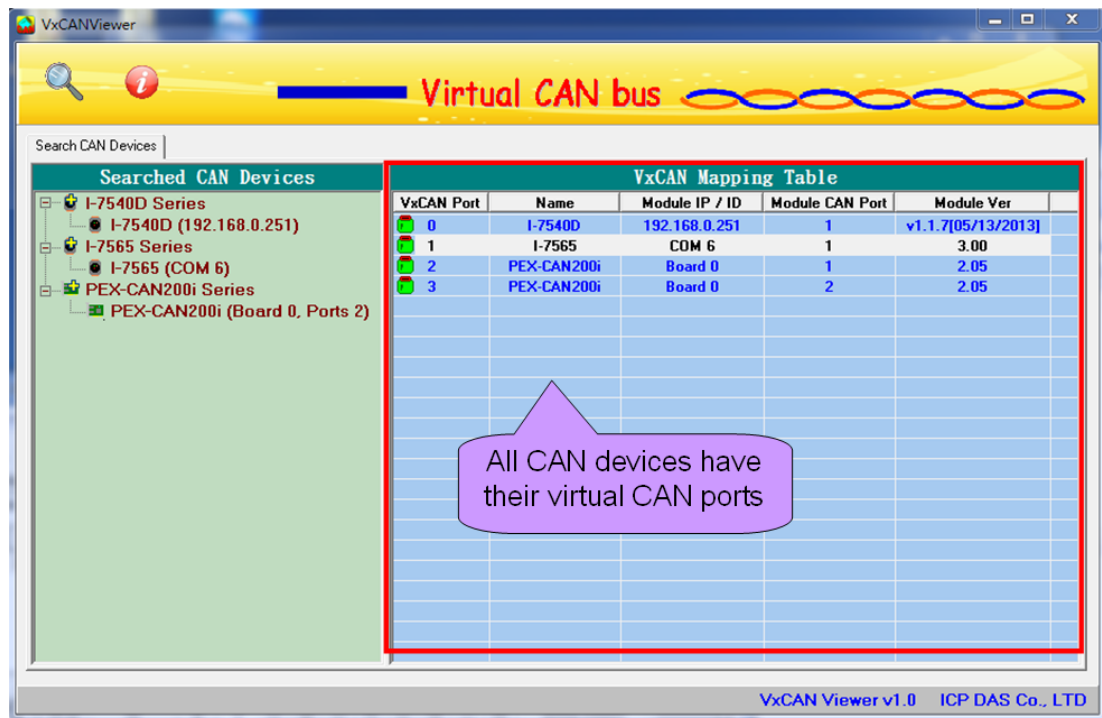 VxCANViewer
Virtual CAN bus
Search CAN Devices
Searched CAN Devices
I-7540D Series
I-7540D (192.168.0.251)
I-7565 Series
I-7565 (COM 6)
PEX-CAN200i Series
PEX-CAN200i (Board 0, Ports 2)
VxCAN Mapping Table
VxCAN Port Name Module IP / ID Module CAN Port Module Ver
0 I-7540D 192.168.0.251 1 v1.1.7[05/13/2013]
1 I-7565 COM 6 1 3.00
2 PEX-CAN200i Board 0 1 2.05
3 PEX-CAN200i Board 0 2 2.05
All CAN devices have
their virtual CAN ports
VxCAN Viewer v1.0 ICP DAS Co., LTD